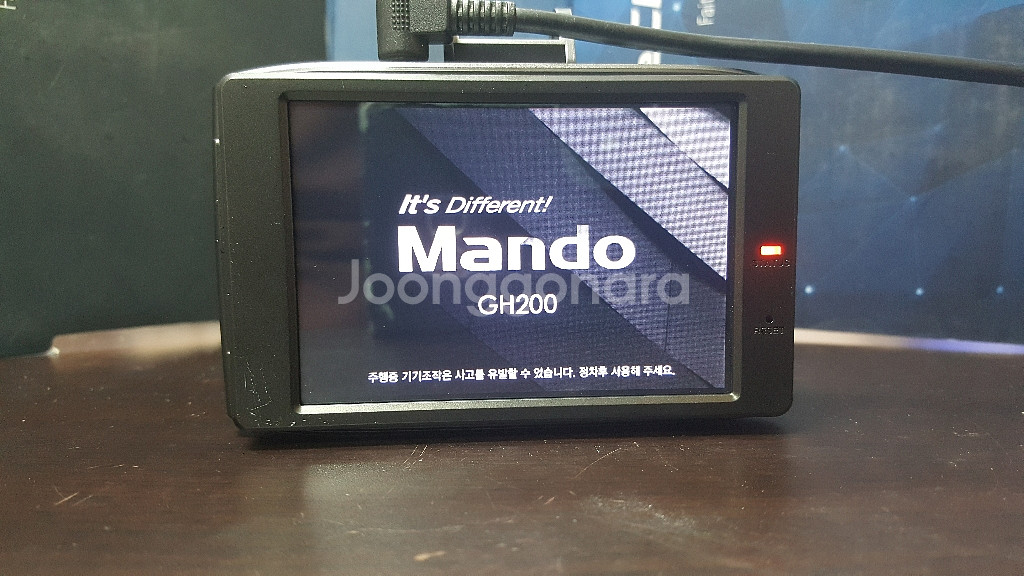 It's Different!
Mando
Joonggonara
GH200
주행중 기기조작은 사고를 유발할 수 있습니다. 정차후 사용해 주세요.